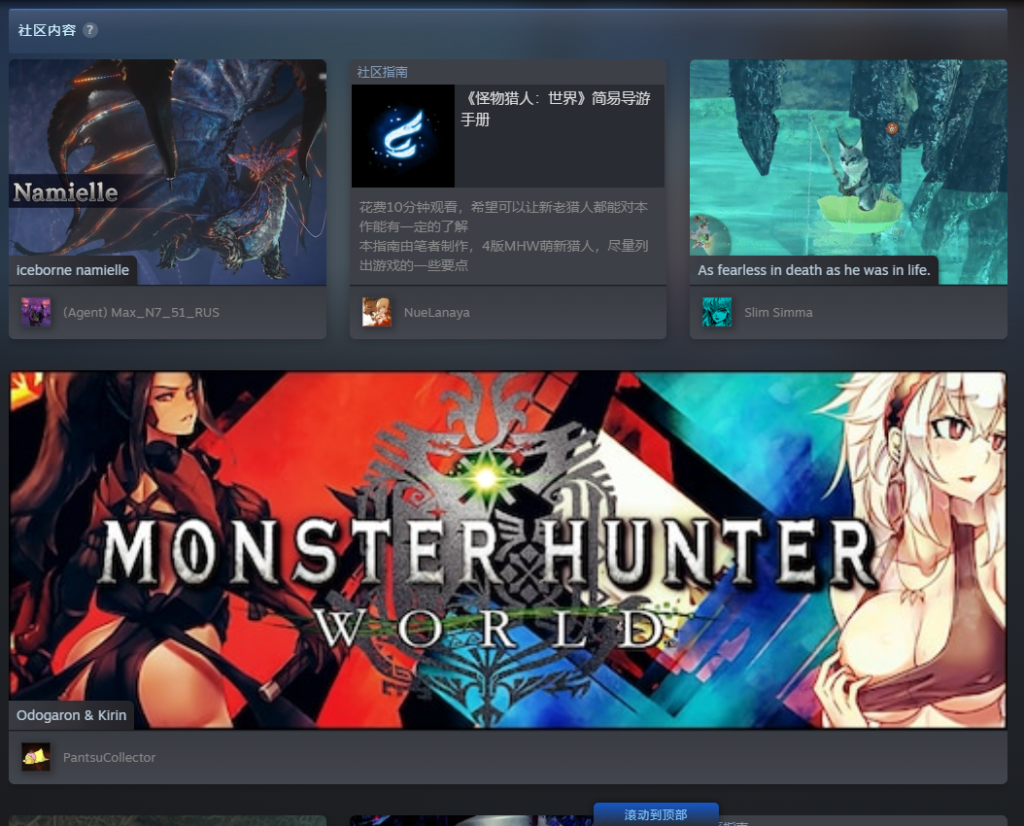 社区内容 ?
Namielle
iceborne namielle
(Agent) Max_N7_51_RUS
社区指南
《怪物猎人：世界》简易导游
手册
花费10分钟观看，希望可以让新老猎人都能对本
作能有一定的了解
本指南由笔者制作，4版MHW萌新猎人，尽量列
出游戏的一些要点
NueLanaya
As fearless in death as he was in life.
Slim Simma
MONSTER HUNTER
WORLD
Odogaron & Kirin
PantsuCollector
滚动到顶部